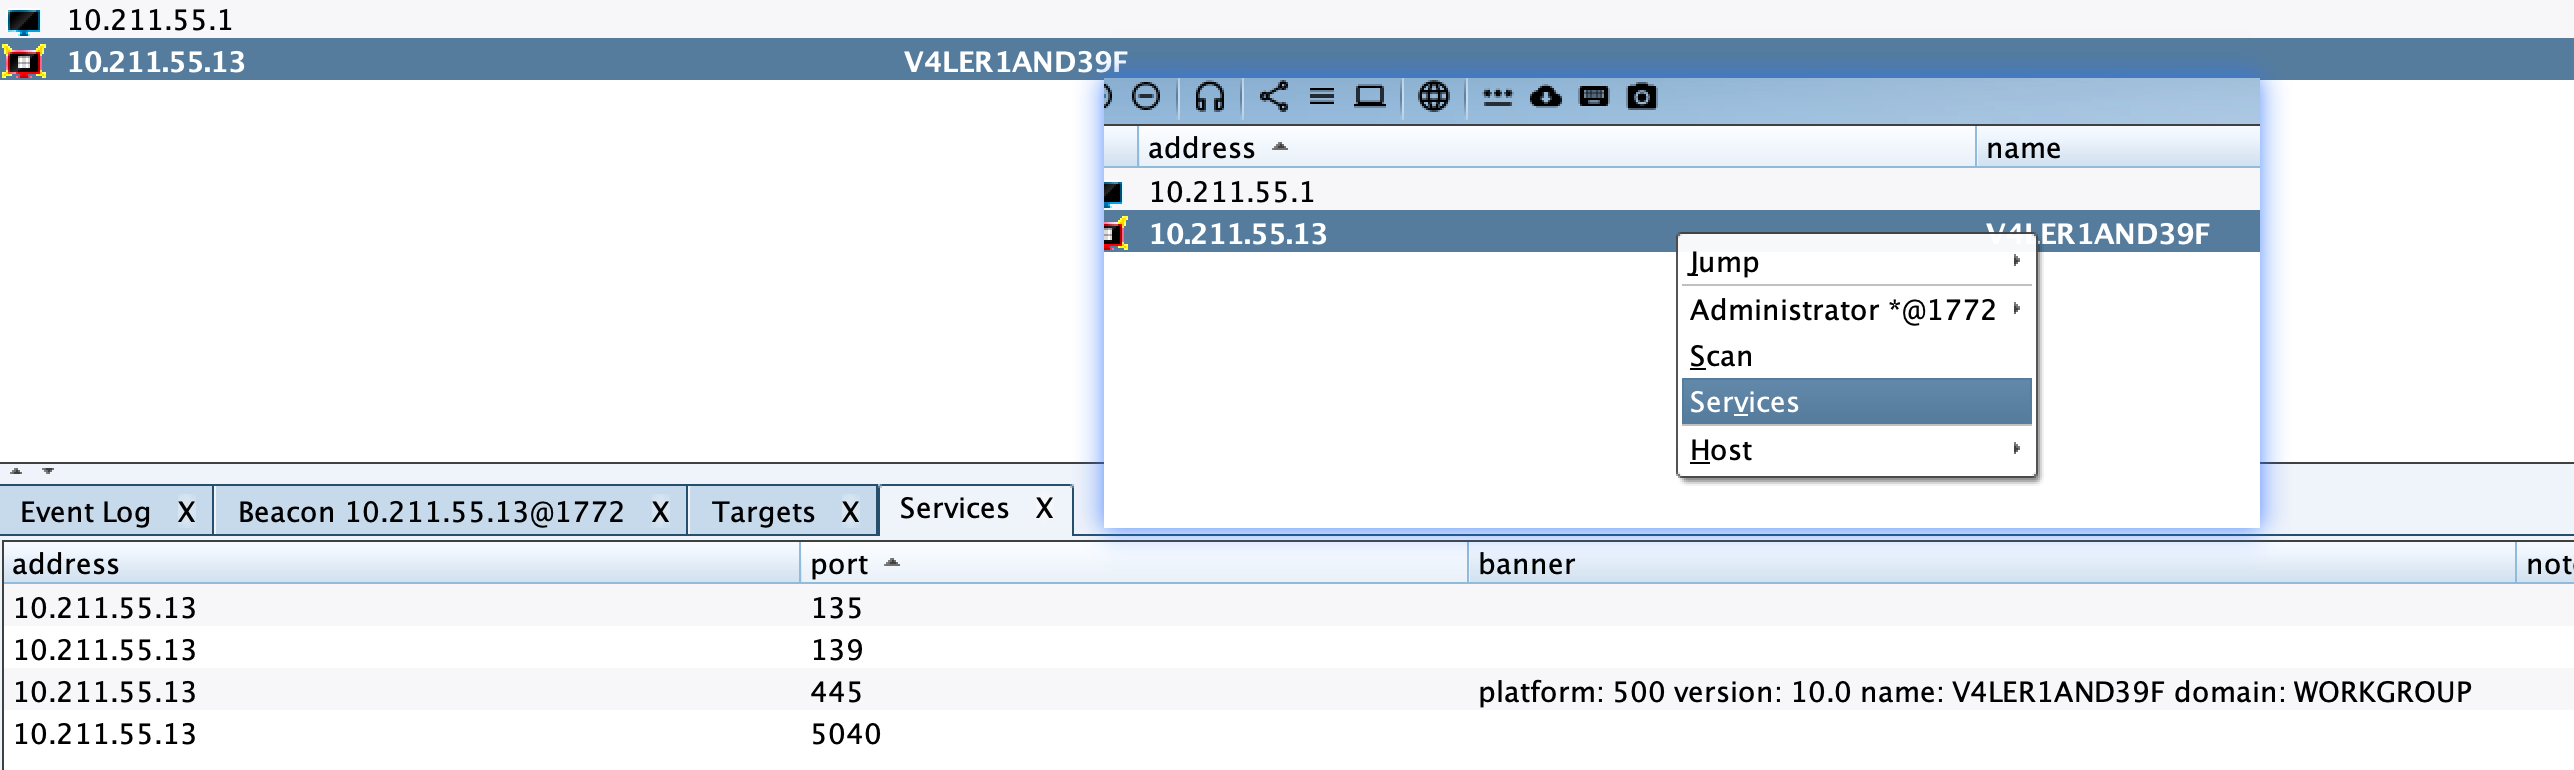 10.211.55.1
10.211.55.13 V4LER1AND39F
address name
10.211.55.1
10.211.55.13 V4LER1AND39F
Jump
Administrator *@1772
Scan
Services
Host
Event Log X Beacon 10.211.55.13@1772 X Targets X Services X
address port banner not
10.211.55.13 135
10.211.55.13 139
10.211.55.13 445 platform: 500 version: 10.0 name: V4LER1AND39F domain: WORKGROUP
10.211.55.13 5040